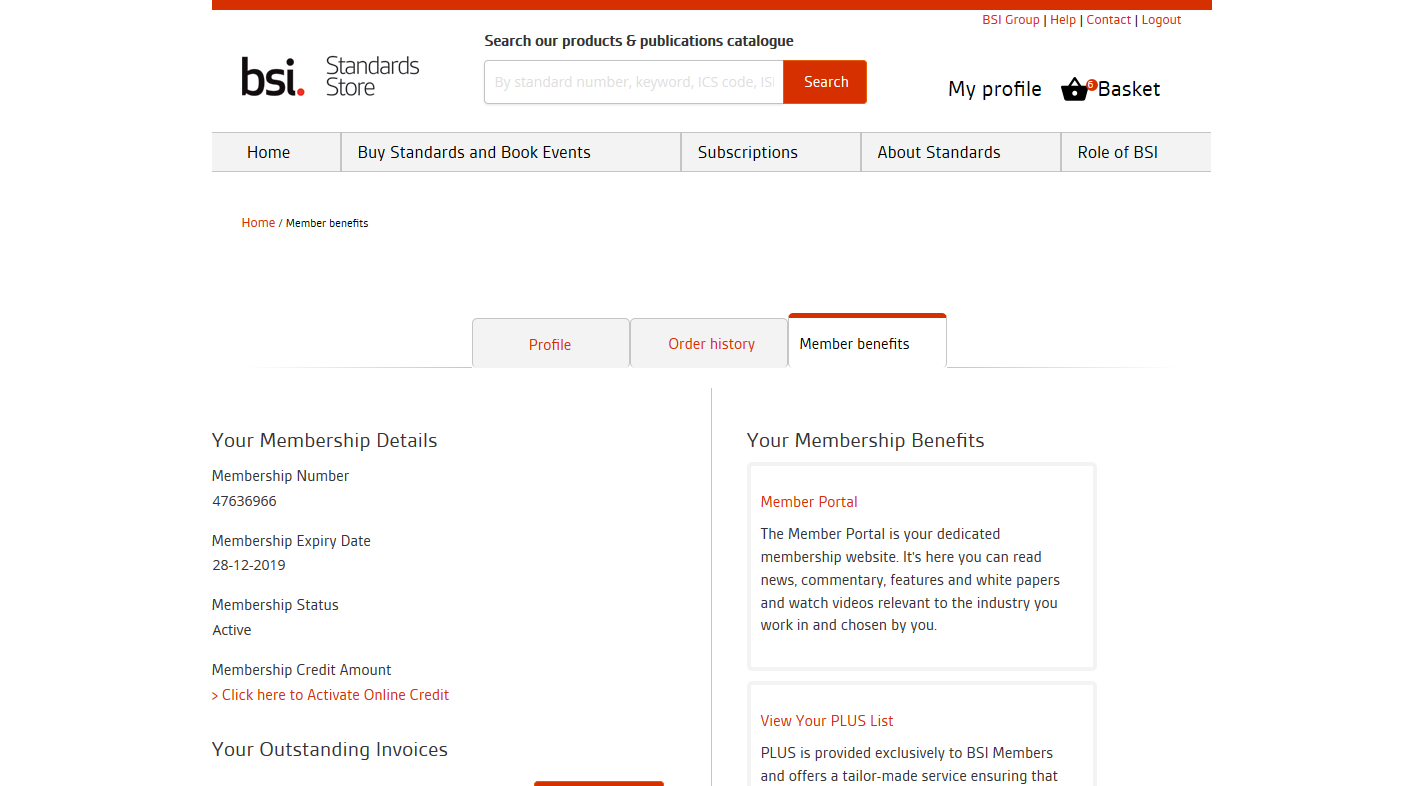 BSI Group | Help | Contact | Logout
Search our products & publications catalogue
bsi. Standards Store
By standard number, keyword, ICS code, ISI
Search
My profile
6
Basket
Home
Buy Standards and Book Events
Subscriptions
About Standards
Role of BSI
Home / Member benefits
Profile
Order history
Member benefits
Your Membership Details
Membership Number
47636966
Membership Expiry Date
28-12-2019
Membership Status
Active
Membership Credit Amount
> Click here to Activate Online Credit
Your Outstanding Invoices
Your Membership Benefits
Member Portal
The Member Portal is your dedicated
membership website. It's here you can read
news, commentary, features and white papers
and watch videos relevant to the industry you
work in and chosen by you.
View Your PLUS List
PLUS is provided exclusively to BSI Members
and offers a tailor-made service ensuring that